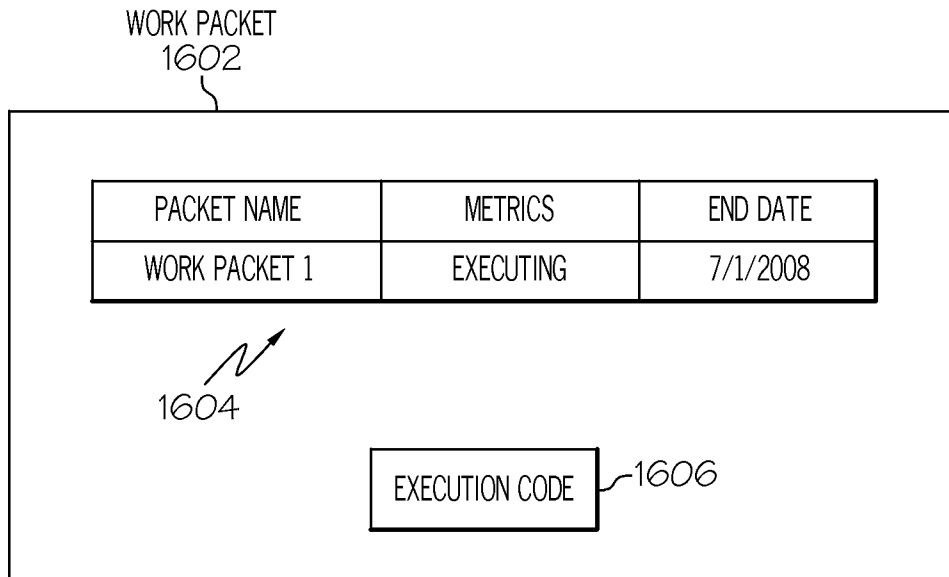 WORK PACKET
1602
PACKET NAME METRICS END DATE
WORK PACKET 1 EXECUTING 7/1/2008
1604
EXECUTION CODE 1606